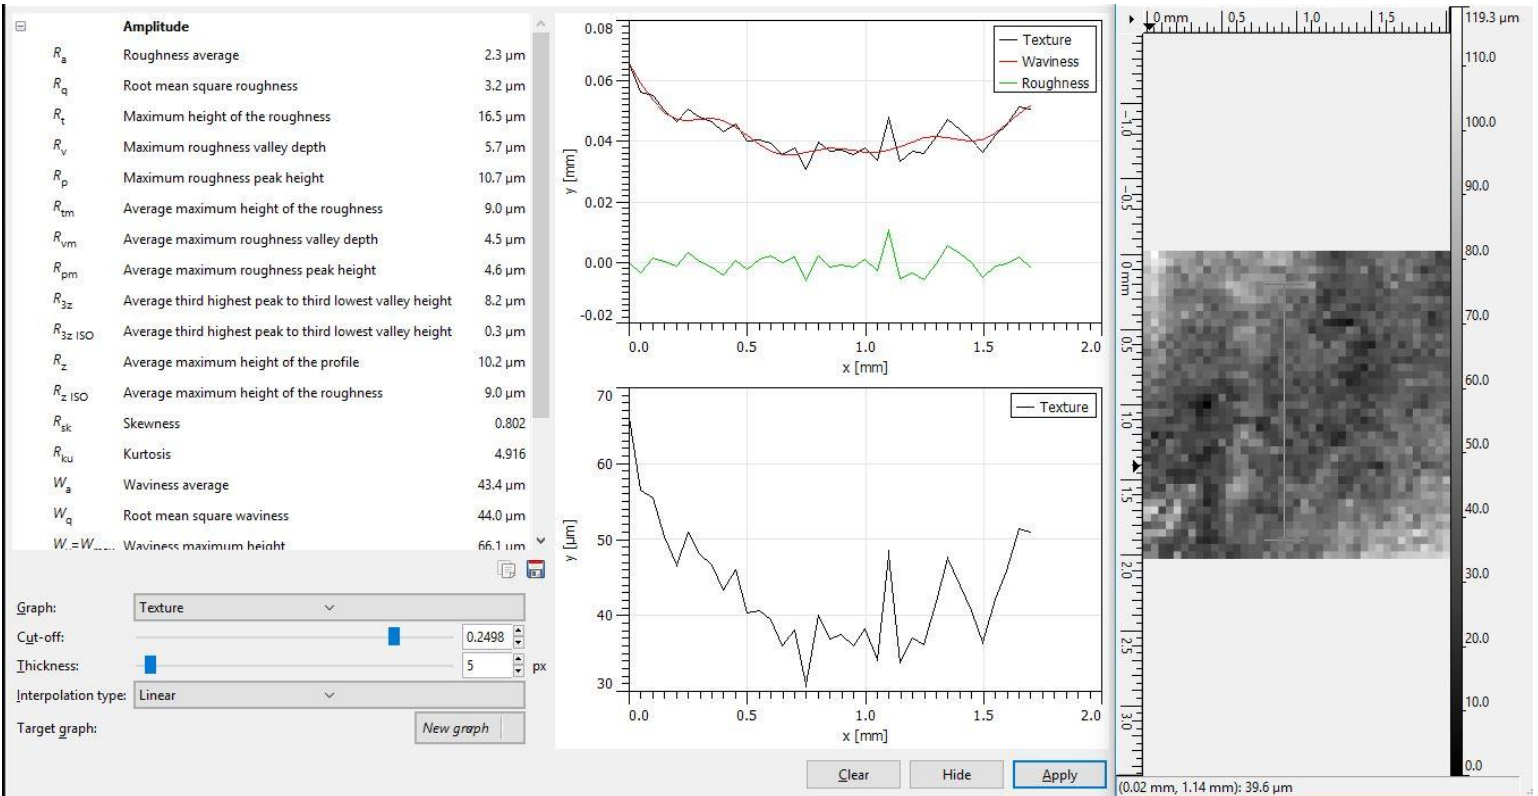 Amplitude
Ra Roughness average 2.3 µm
Rq Root mean square roughness 3.2 µm
Rt Maximum height of the roughness 16.5 µm
Rv Maximum roughness valley depth 5.7 µm
Rp Maximum roughness peak height 10.7 µm
Rtm Average maximum height of the roughness 9.0 µm
Rvm Average maximum roughness valley depth 4.5 µm
Rpm Average maximum roughness peak height 4.6 µm
R3z Average third highest peak to third lowest valley height 8.2 µm
R3z ISO Average third highest peak to third lowest valley height 0.3 µm
Rz Average maximum height of the profile 10.2 µm
Rz ISO Average maximum height of the roughness 9.0 µm
Rsk Skewness 0.802
Rku Kurtosis 4.916
Wa Waviness average 43.4 µm
Wq Root mean square waviness 44.0 µm
Waviness maximum height 66.1 µm
Graph: Texture
Cut-off: 0.2498
Thickness: 5 px
Interpolation type: Linear
Target graph: New graph
0.08
0.06
0.04
0.02
0.00
-0.02
y [mm]
Texture
Waviness
Roughness
0.0 0.5 1.0 1.5 2.0
x [mm]
70
60
50
40
30
y [µm]
Texture
0.0 0.5 1.0 1.5 2.0
x [mm]
Clear Hide Apply
0 mm 0.5 1.0 1.5
-1.0
-0.5
0 mm
0.5
1.0
1.5
2.0
2.5
3.0
119.3 µm
110.0
100.0
90.0
80.0
70.0
60.0
50.0
40.0
30.0
20.0
10.0
0.0
(0.02 mm, 1.14 mm): 39.6 µm